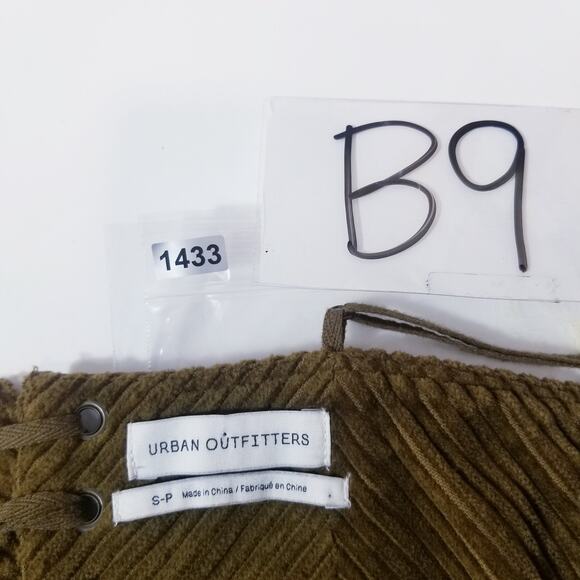 B9
1433
URBAN OUTFITTERS
S-P Made in China / Fabriqué en Chine